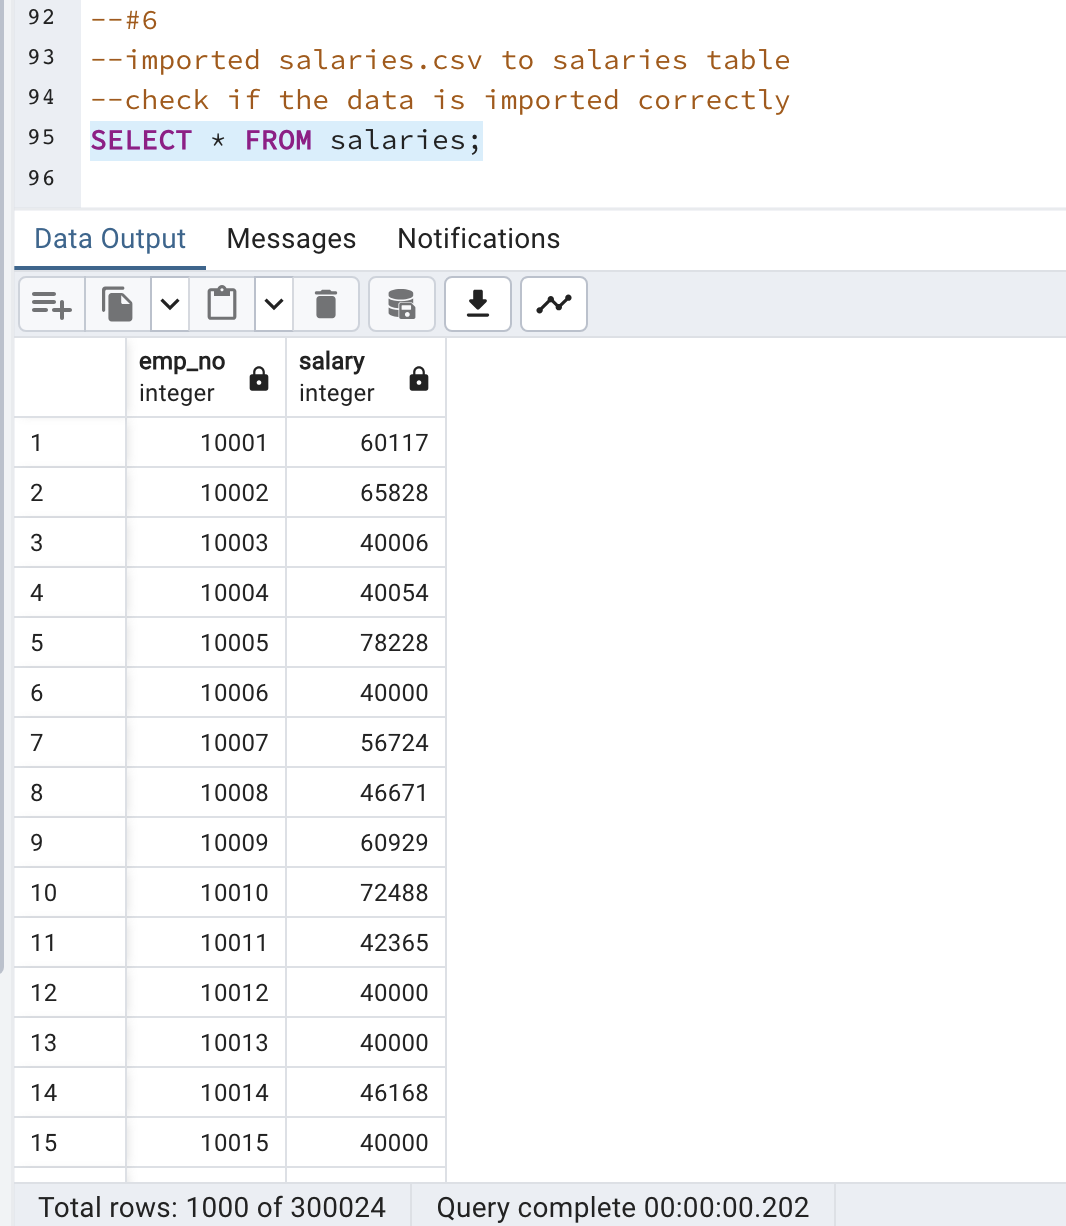 92 --#6
93 --imported salaries.csv to salaries table
94 --check if the data is imported correctly
95 SELECT * FROM salaries;
96
Data Output Messages Notifications
emp_no salary
integer integer
1 10001 60117
2 10002 65828
3 10003 40006
4 10004 40054
5 10005 78228
6 10006 40000
7 10007 56724
8 10008 46671
9 10009 60929
10 10010 72488
11 10011 42365
12 10012 40000
13 10013 40000
14 10014 46168
15 10015 40000
Total rows: 1000 of 300024 Query complete 00:00:00.202